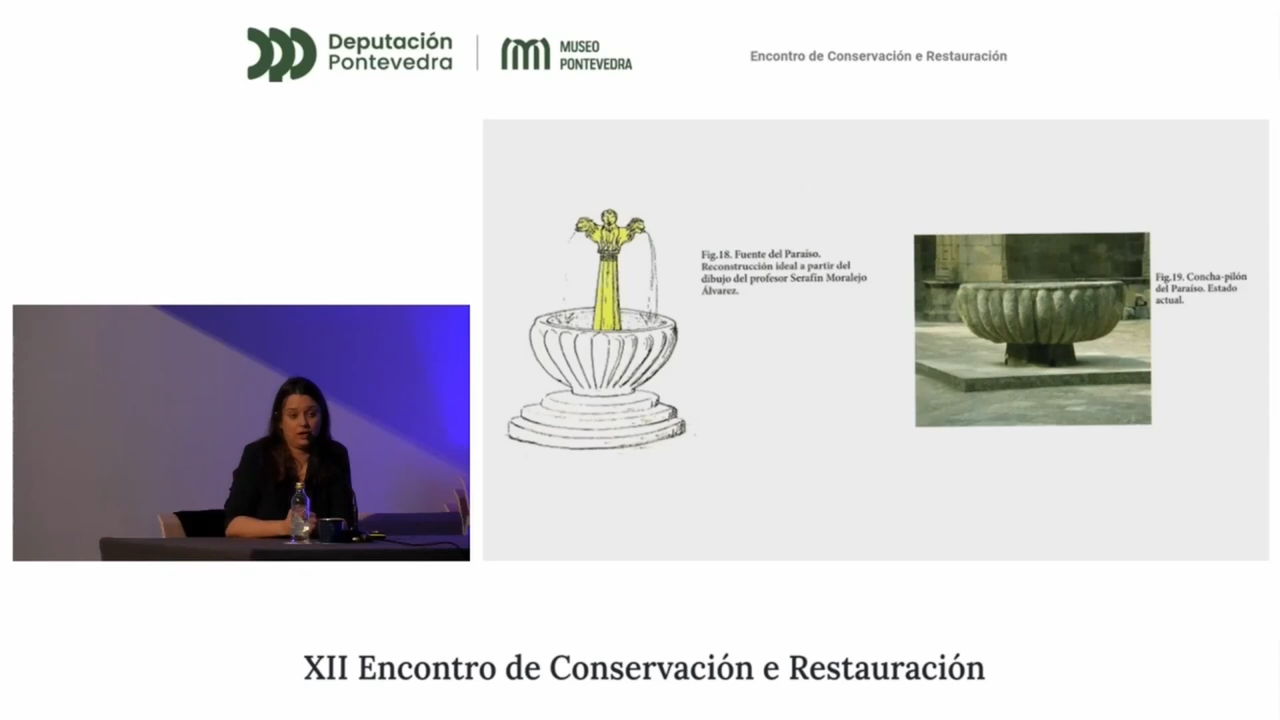 Deputación
Pontevedra
MUSEO
PONTEVEDRA
Encontro de Conservación e Restauración
Fig.18. Fuente del Paraíso.
Reconstrucción ideal a partir del
dibujo del profesor Serafín Moralejo
Álvarez.
Fig.19. Concha-pilón
del Paraíso. Estado
actual.
XII Encontro de Conservación e Restauración